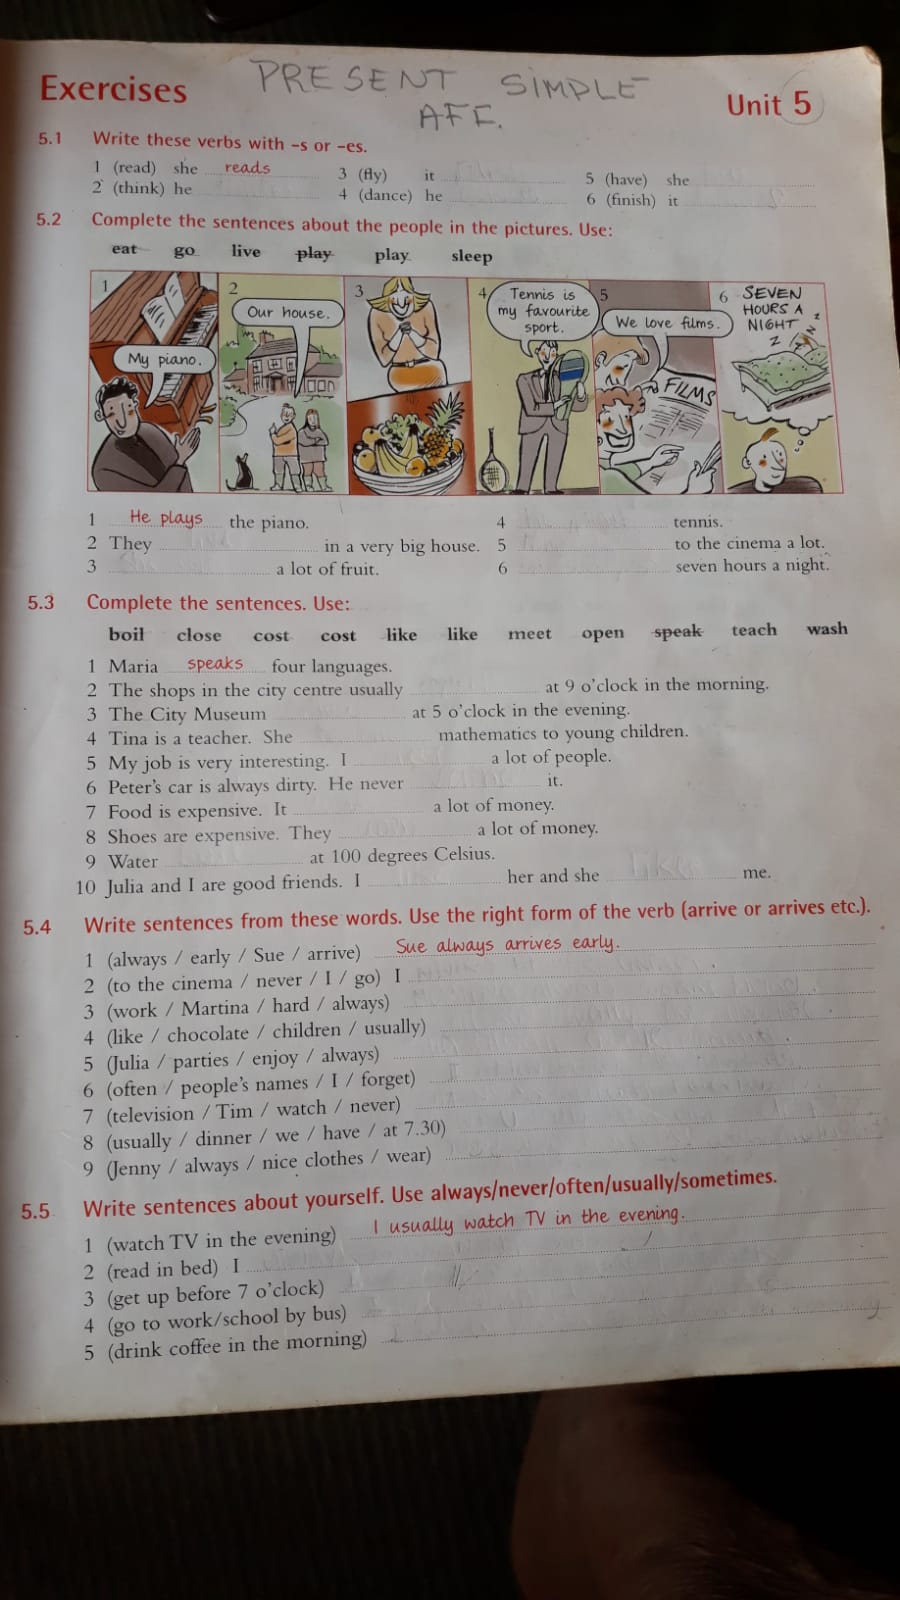 Exercises
PRESENT SIMPLE
AFF.
Unit 5
5.1 Write these verbs with -s or -es.
1 (read) she reads 3 (fly) it 5 (have) she
2 (think) he 4 (dance) he 6 (finish) it
5.2 Complete the sentences about the people in the pictures. Use:
eat go live play play sleep
1
My piano.
2
Our house.
3
4
Tennis is
my favourite
sport.
5
We love films.
FILMS
6
SEVEN
HOURS A
NIGHT
z
z
1 He plays the piano. 4 tennis.
2 They in a very big house. 5 to the cinema a lot.
3 a lot of fruit. 6 seven hours a night.
5.3 Complete the sentences. Use:
boil close cost cost like like meet open speak teach wash
1 Maria speaks four languages.
2 The shops in the city centre usually at 9 o'clock in the morning.
3 The City Museum at 5 o'clock in the evening.
4 Tina is a teacher. She mathematics to young children.
5 My job is very interesting. I a lot of people.
6 Peter's car is always dirty. He never it.
7 Food is expensive. It a lot of money.
8 Shoes are expensive. They a lot of money.
9 Water at 100 degrees Celsius.
10 Julia and I are good friends. I her and she like me.
5.4 Write sentences from these words. Use the right form of the verb (arrive or arrives etc.).
1 (always / early / Sue / arrive) Sue always arrives early.
2 (to the cinema / never / I / go) I
3 (work / Martina / hard / always)
4 (like / chocolate / children / usually)
5 (Julia / parties / enjoy / always)
6 (often / people's names / I / forget)
7 (television / Tim / watch / never)
8 (usually / dinner / we / have / at 7.30)
9 (Jenny / always / nice clothes / wear)
5.5 Write sentences about yourself. Use always/never/often/usually/sometimes.
1 (watch TV in the evening) I usually watch TV in the evening.
2 (read in bed) I
3 (get up before 7 o'clock)
4 (go to work/school by bus)
5 (drink coffee in the morning)